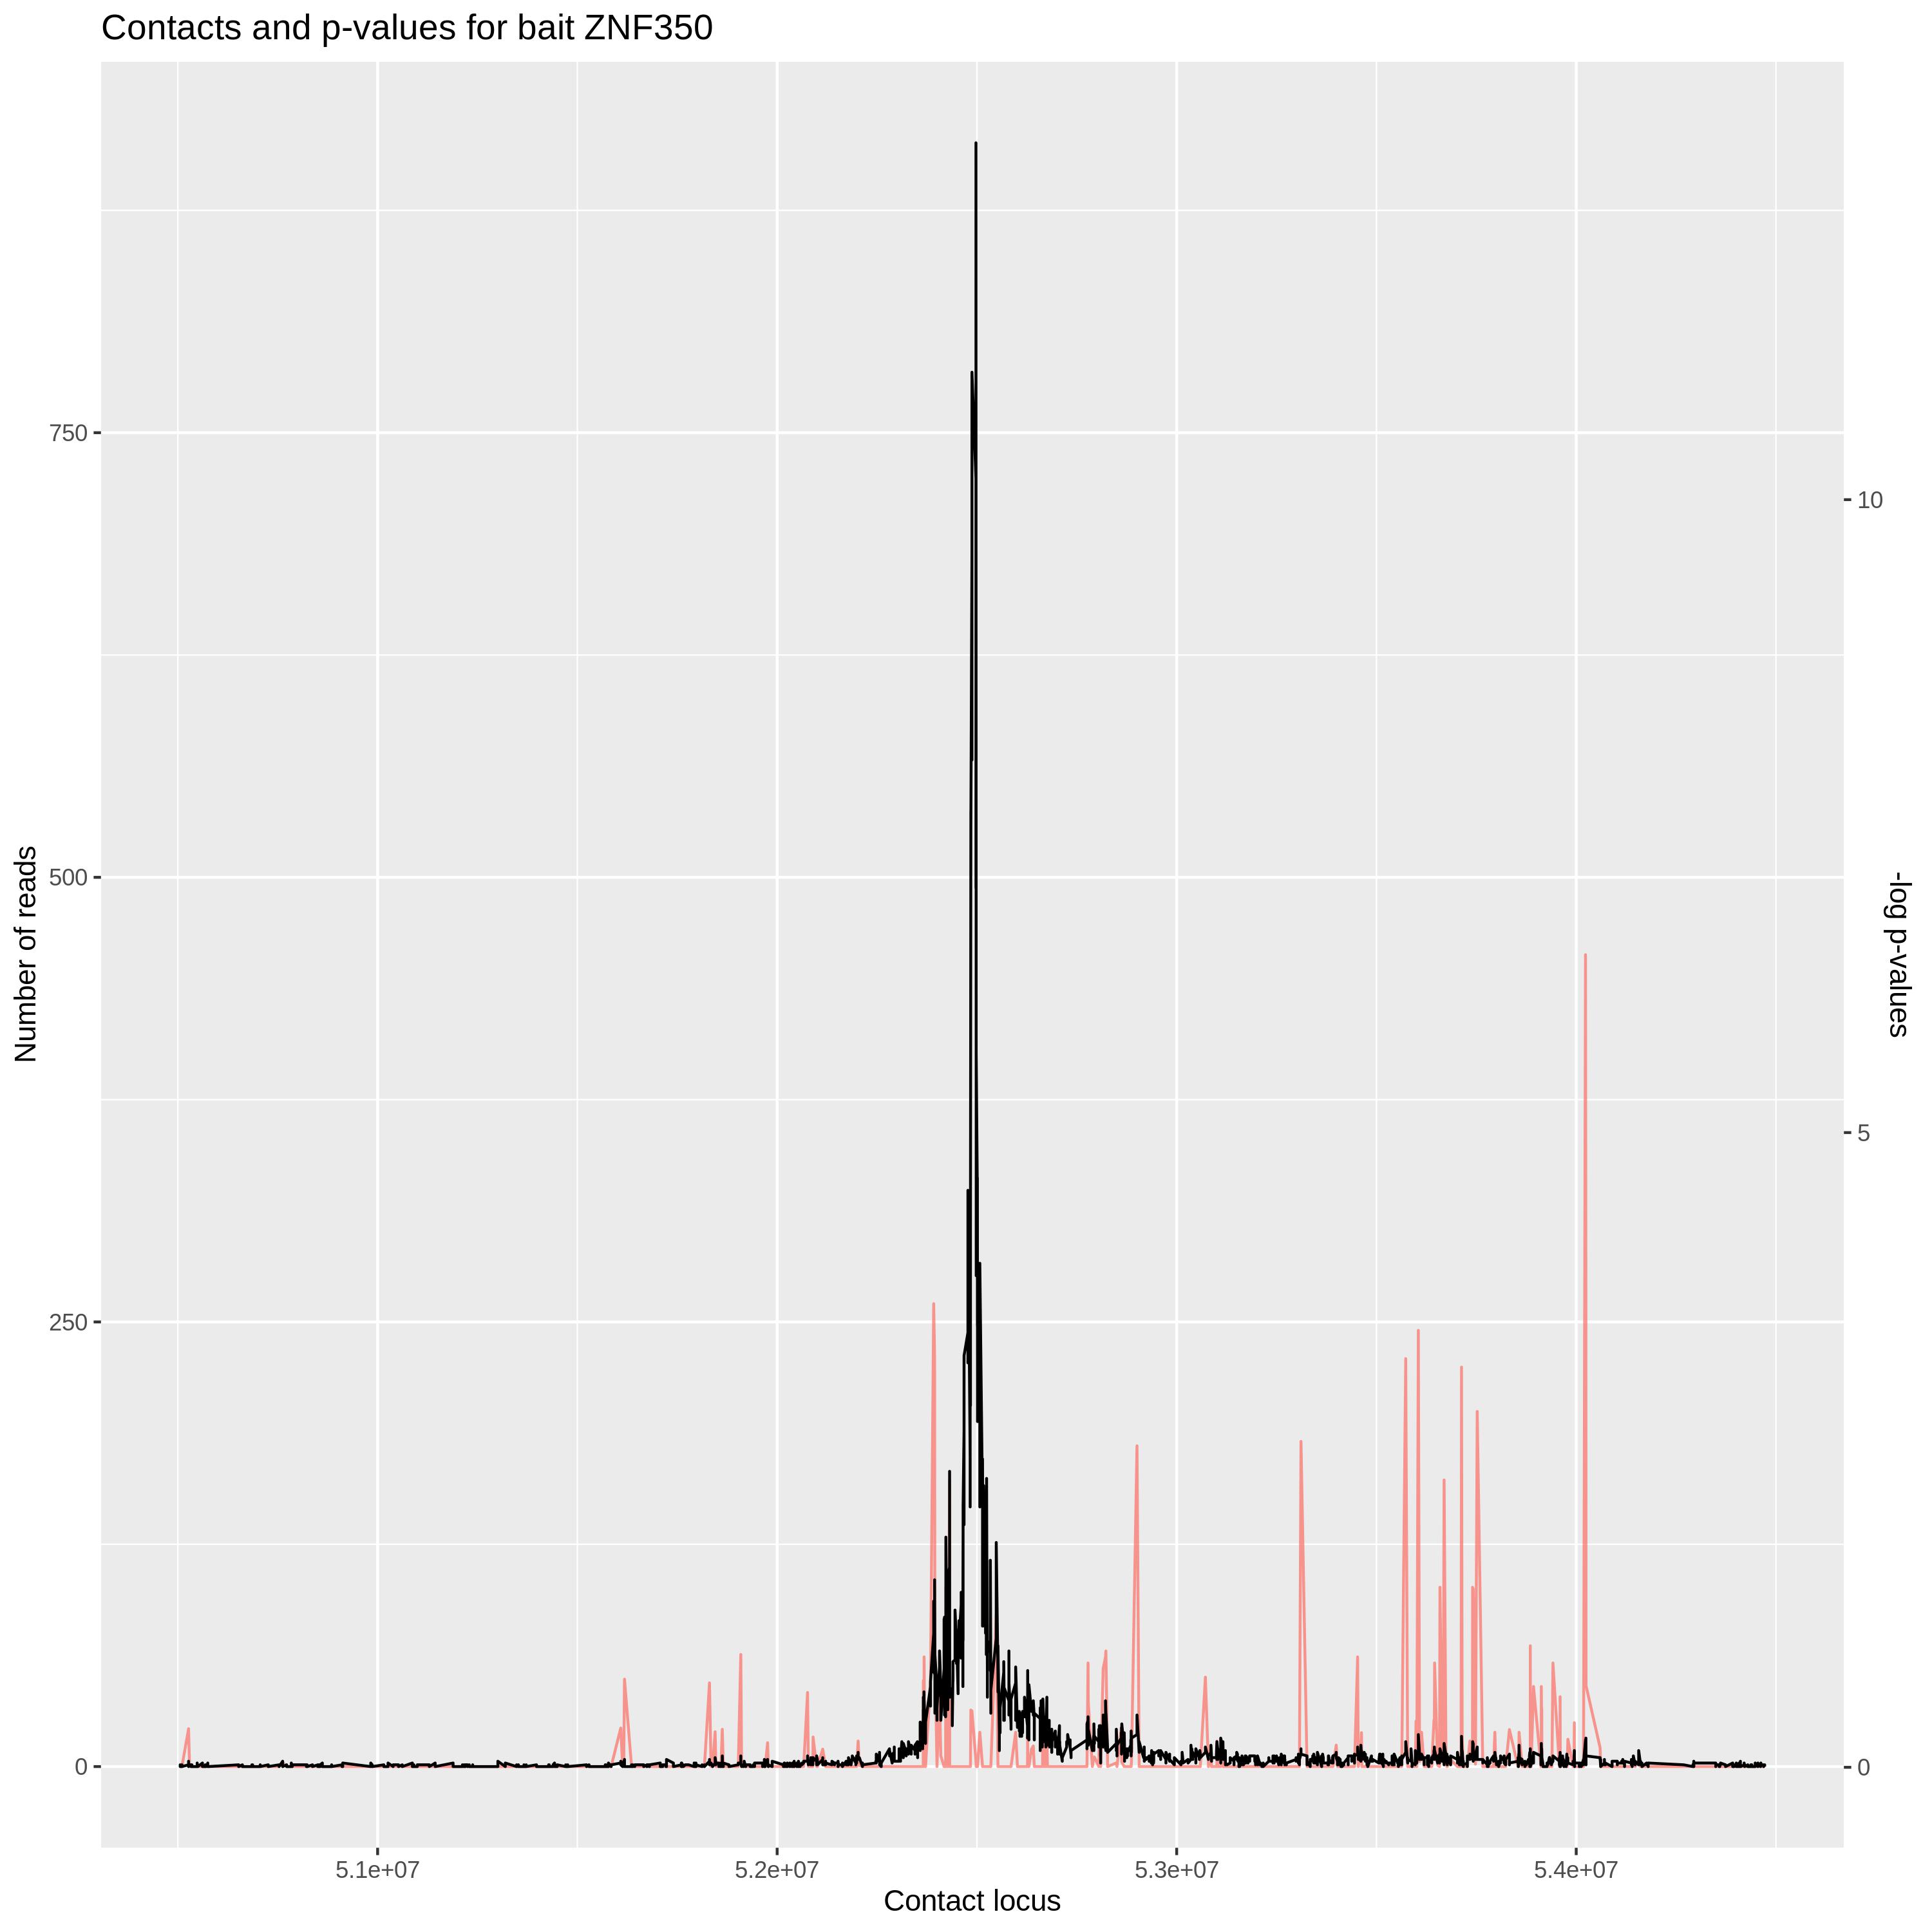 Contacts and p-values for bait ZNF350
Number of reads
750
500
250
0
10
5
0
-log p-values
5.1e+07
5.2e+07
5.3e+07
5.4e+07
Contact locus